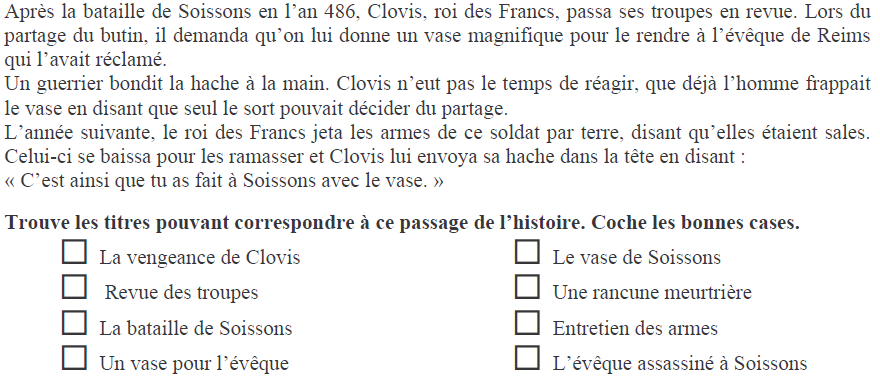 Après la bataille de Soissons en l'an 486, Clovis, roi des Francs, passa ses troupes en revue. Lors du
partage du butin, il demanda qu'on lui donne un vase magnifique pour le rendre à l'évêque de Reims
qui l'avait réclamé.
Un guerrier bondit la hache à la main. Clovis n'eut pas le temps de réagir, que déjà l'homme frappait
le vase en disant que seul le sort pouvait décider du partage.
L'année suivante, le roi des Francs jeta les armes de ce soldat par terre, disant qu'elles étaient sales.
Celui-ci se baissa pour les ramasser et Clovis lui envoya sa hache dans la tête en disant :
« C'est ainsi que tu as fait à Soissons avec le vase. »
Trouve les titres pouvant correspondre à ce passage de l'histoire. Coche les bonnes cases.
La vengeance de Clovis
Le vase de Soissons
Revue des troupes
Une rancune meurtrière
La bataille de Soissons
Entretien des armes
Un vase pour l'évêque
L'évêque assassiné à Soissons